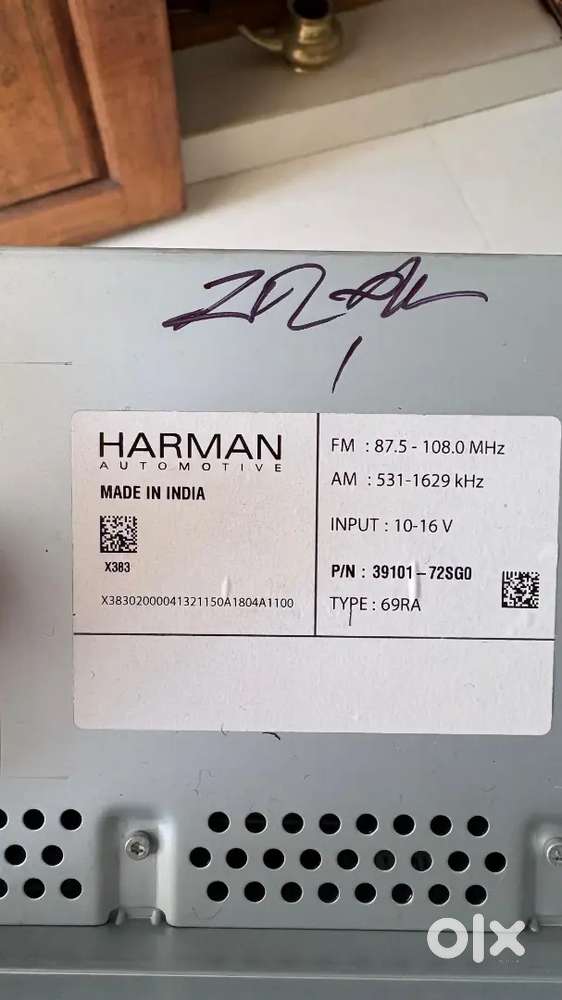 HARMAN
AUTOMOTIVE
MADE IN INDIA
X383
X38302000041321150A1804A1100
FM : 87.5 - 108.0 MHz
AM : 531-1629 kHz
INPUT : 10-16 V
P/N : 39101-72SG0
TYPE : 69RA
olx